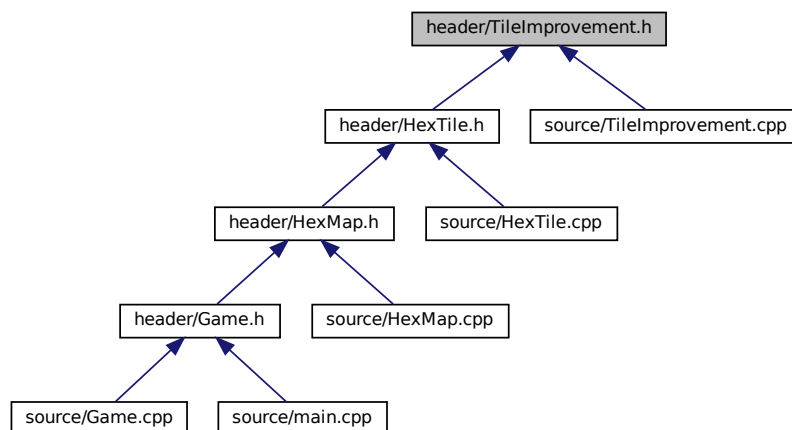 header/TileImprovement.h
header/HexTile.h
source/TileImprovement.cpp
header/HexMap.h
source/HexTile.cpp
header/Game.h
source/HexMap.cpp
source/Game.cpp
source/main.cpp